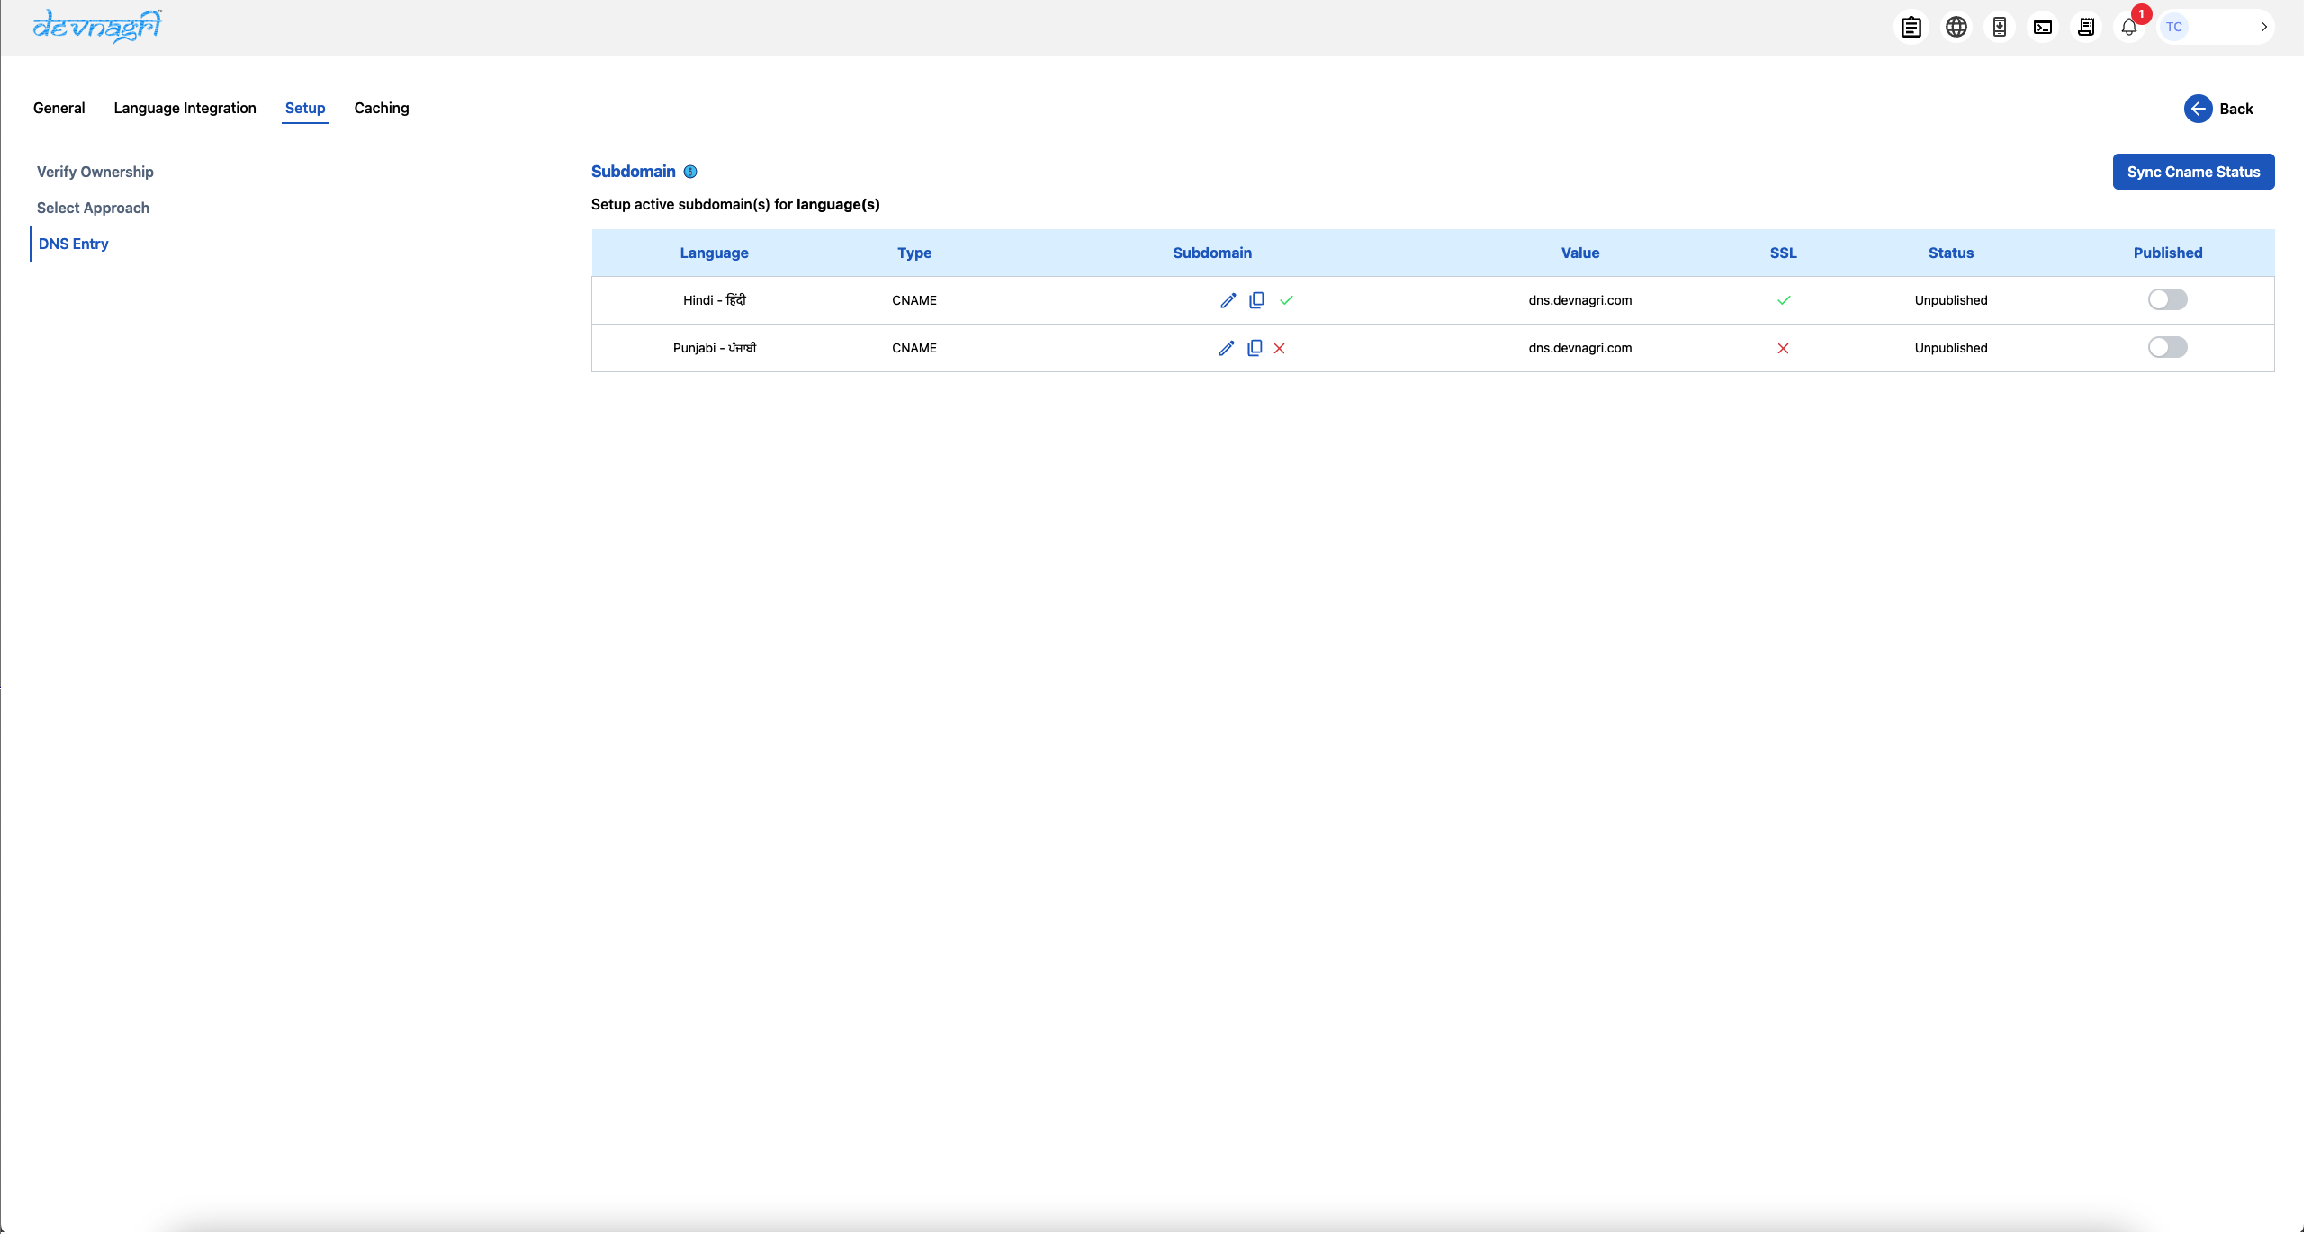 devnagri
1
TC
General Language Integration Setup Caching
Back
Verify Ownership
Select Approach
DNS Entry
Subdomain
Sync Cname Status
Setup active subdomain(s) for language(s)
Language Type Subdomain Value SSL Status Published
Hindi - हिंदी CNAME dns.devnagri.com Unpublished
Punjabi - ਪੰਜਾਬੀ CNAME dns.devnagri.com Unpublished